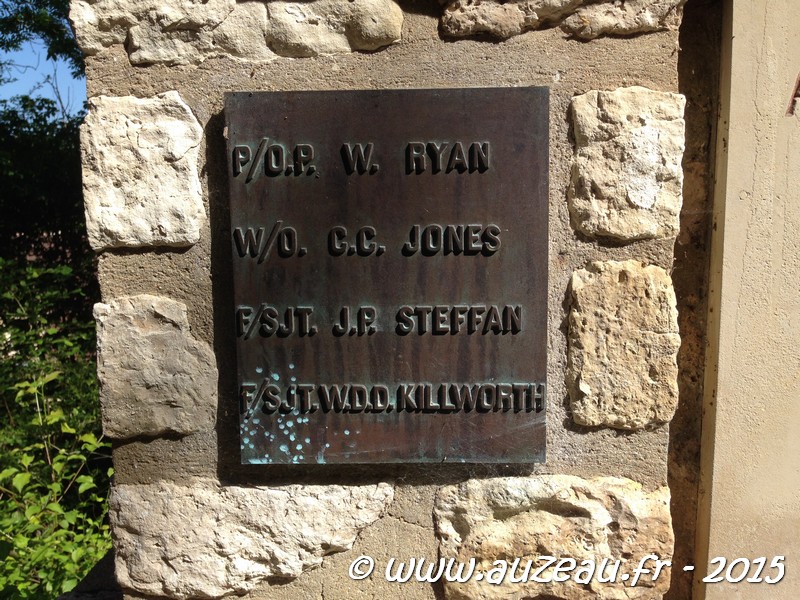 P/O.P. W. RYAN
W/O. C.C. JONES
F/SJT. J.P. STEFFAN
F/SJT. W.D.D. KILLWORTH
© www.auzeau.fr - 2015